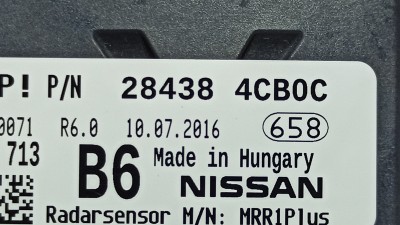 P! P/N 28438 4CB0C
0071 R6.0 10.07.2016 658
713 B6 Made in Hungary
NISSAN
Radarsensor M/N: MRR1Plus